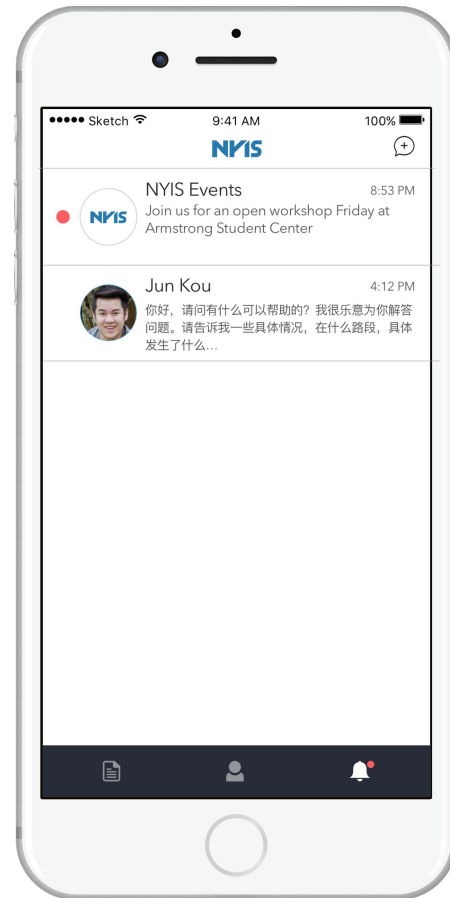 Sketch 9:41 AM 100%
NYIS
NYIS Events 8:53 PM
NYIS
Join us for an open workshop Friday at
Armstrong Student Center
Jun Kou 4:12 PM
你好，请问有什么可以帮助的？我很乐意为你解答
问题。请告诉我一些具体情况，在什么路段，具体
发生了什么…